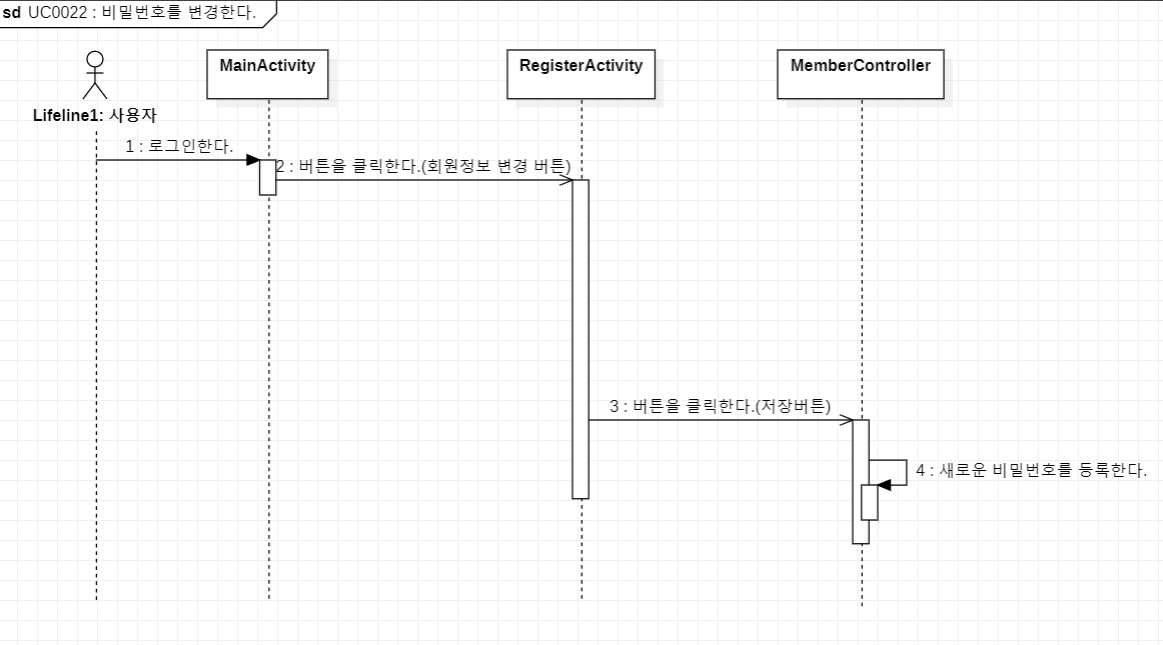 sd UC0022 : 비밀번호를 변경한다.
MainActivity
RegisterActivity
MemberController
Lifeline1: 사용자
1 : 로그인한다.
2 : 버튼을 클릭한다.(회원정보 변경 버튼)
3 : 버튼을 클릭한다.(저장버튼)
4 : 새로운 비밀번호를 등록한다.